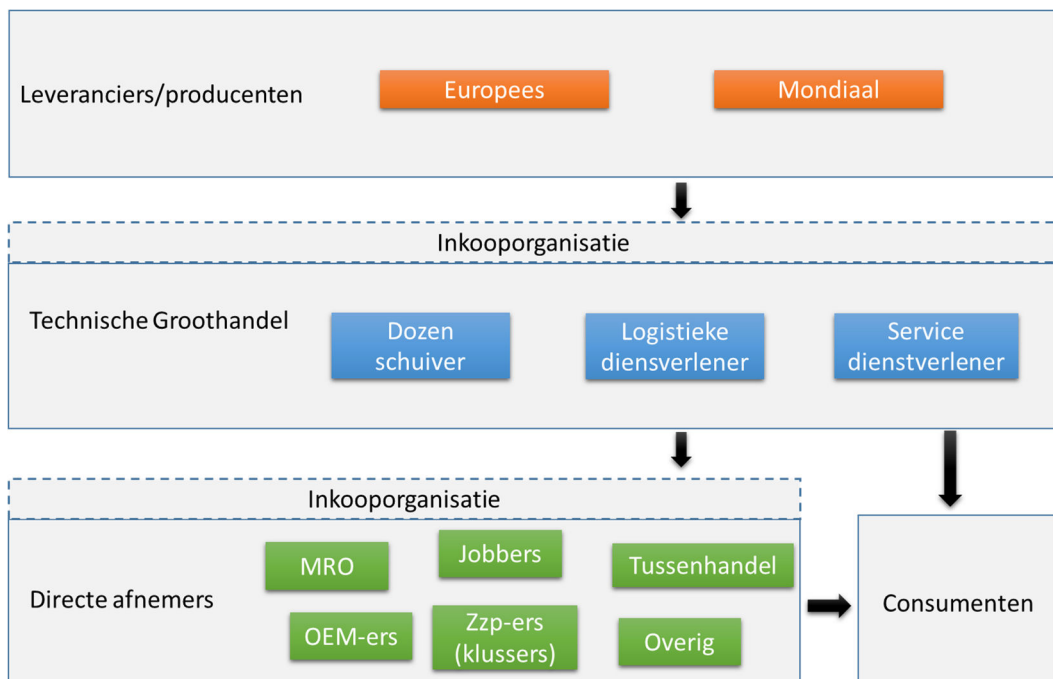 Leveranciers/producenten
Europees
Mondiaal
Inkooporganisatie
Technische Groothandel
Dozen
schuiver
Logistieke
diensverlener
Service
dienstverlener
Inkooporganisatie
Directe afnemers
MRO
Jobbers
Tussenhandel
OEM-ers
Zzp-ers
(klussers)
Overig
Consumenten